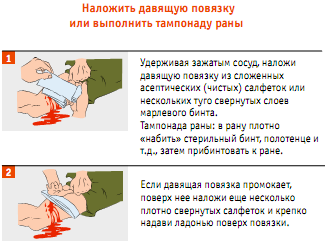 Наложить давящую повязку
или выполнить тампонаду раны
1
Удерживая зажатым сосуд, наложи
давящую повязку из сложенных
асептических (чистых) салфеток или
нескольких туго свернутых слоев
марлевого бинта.
Тампонада раны: в рану плотно
«набить» стерильный бинт, полотенце и
т.д., затем прибинтовать к ране.
2
Если давящая повязка промокает,
поверх нее наложи еще несколько
плотно свернутых салфеток и крепко
надави ладонью поверх повязки.